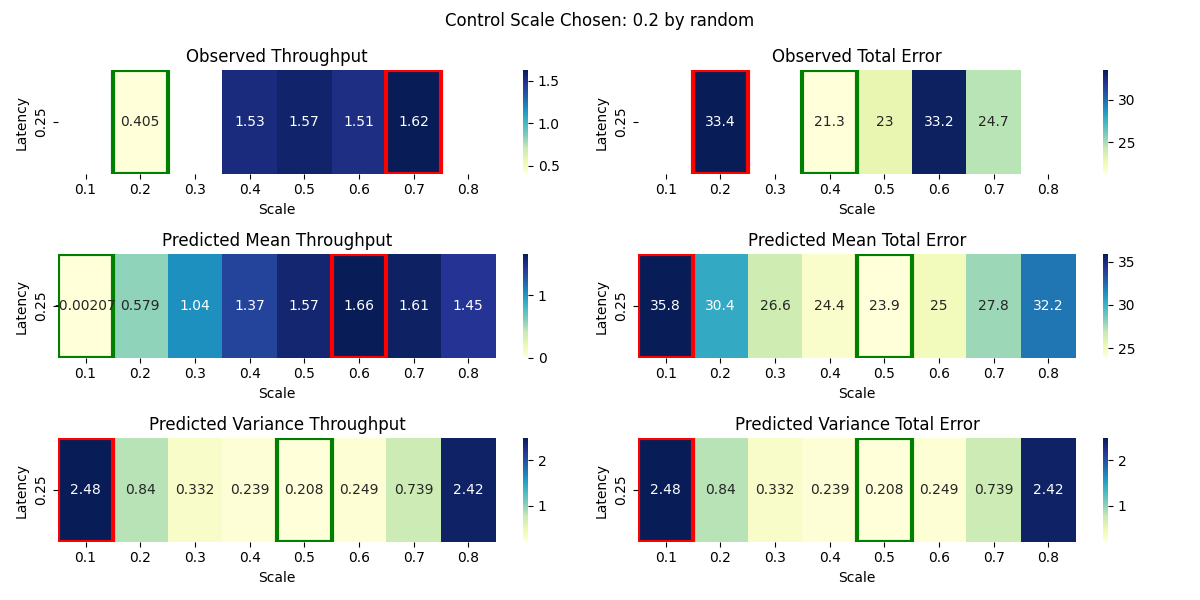 Control Scale Chosen: 0.2 by random
Observed Throughput
Latency
0.25
0.405 1.53 1.57 1.51 1.62
0.1 0.2 0.3 0.4 0.5 0.6 0.7 0.8
Scale
1.5
1.0
0.5
Observed Total Error
Latency
0.25
33.4 21.3 23 33.2 24.7
0.1 0.2 0.3 0.4 0.5 0.6 0.7 0.8
Scale
30
25
Predicted Mean Throughput
Latency
0.25
-0.00207 0.579 1.04 1.37 1.57 1.66 1.61 1.45
0.1 0.2 0.3 0.4 0.5 0.6 0.7 0.8
Scale
1
0
Predicted Mean Total Error
Latency
0.25
35.8 30.4 26.6 24.4 23.9 25 27.8 32.2
0.1 0.2 0.3 0.4 0.5 0.6 0.7 0.8
Scale
35
30
25
Predicted Variance Throughput
Latency
0.25
2.48 0.84 0.332 0.239 0.208 0.249 0.739 2.42
0.1 0.2 0.3 0.4 0.5 0.6 0.7 0.8
Scale
2
1
Predicted Variance Total Error
Latency
0.25
2.48 0.84 0.332 0.239 0.208 0.249 0.739 2.42
0.1 0.2 0.3 0.4 0.5 0.6 0.7 0.8
Scale
2
1